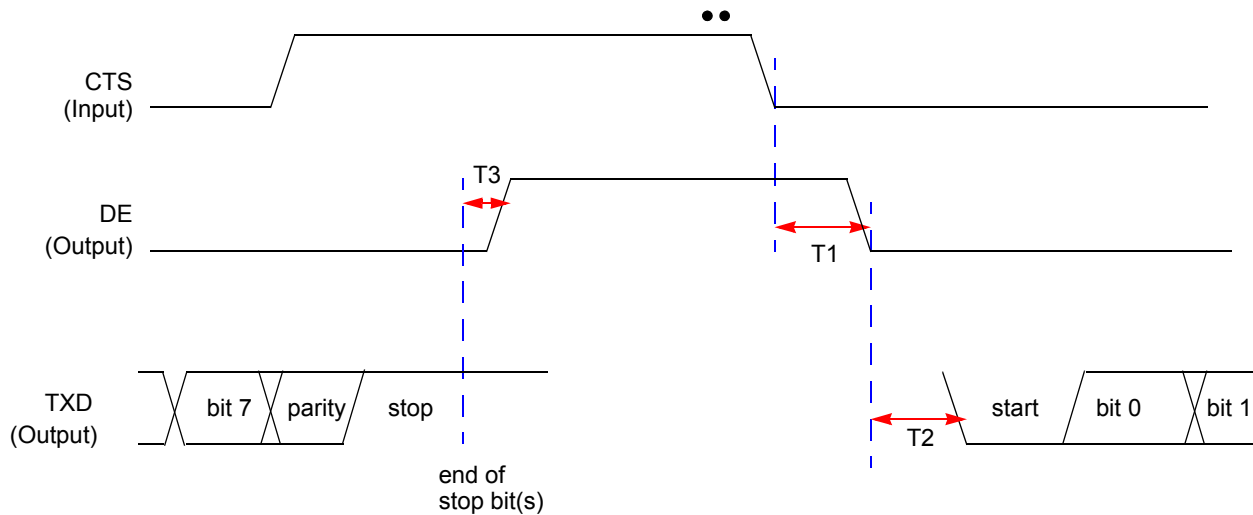 CTS
(Input)
T3
DE
(Output)
T1
TXD
(Output)
bit 7
parity
stop
T2
start
bit 0
bit 1
end of
stop bit(s)